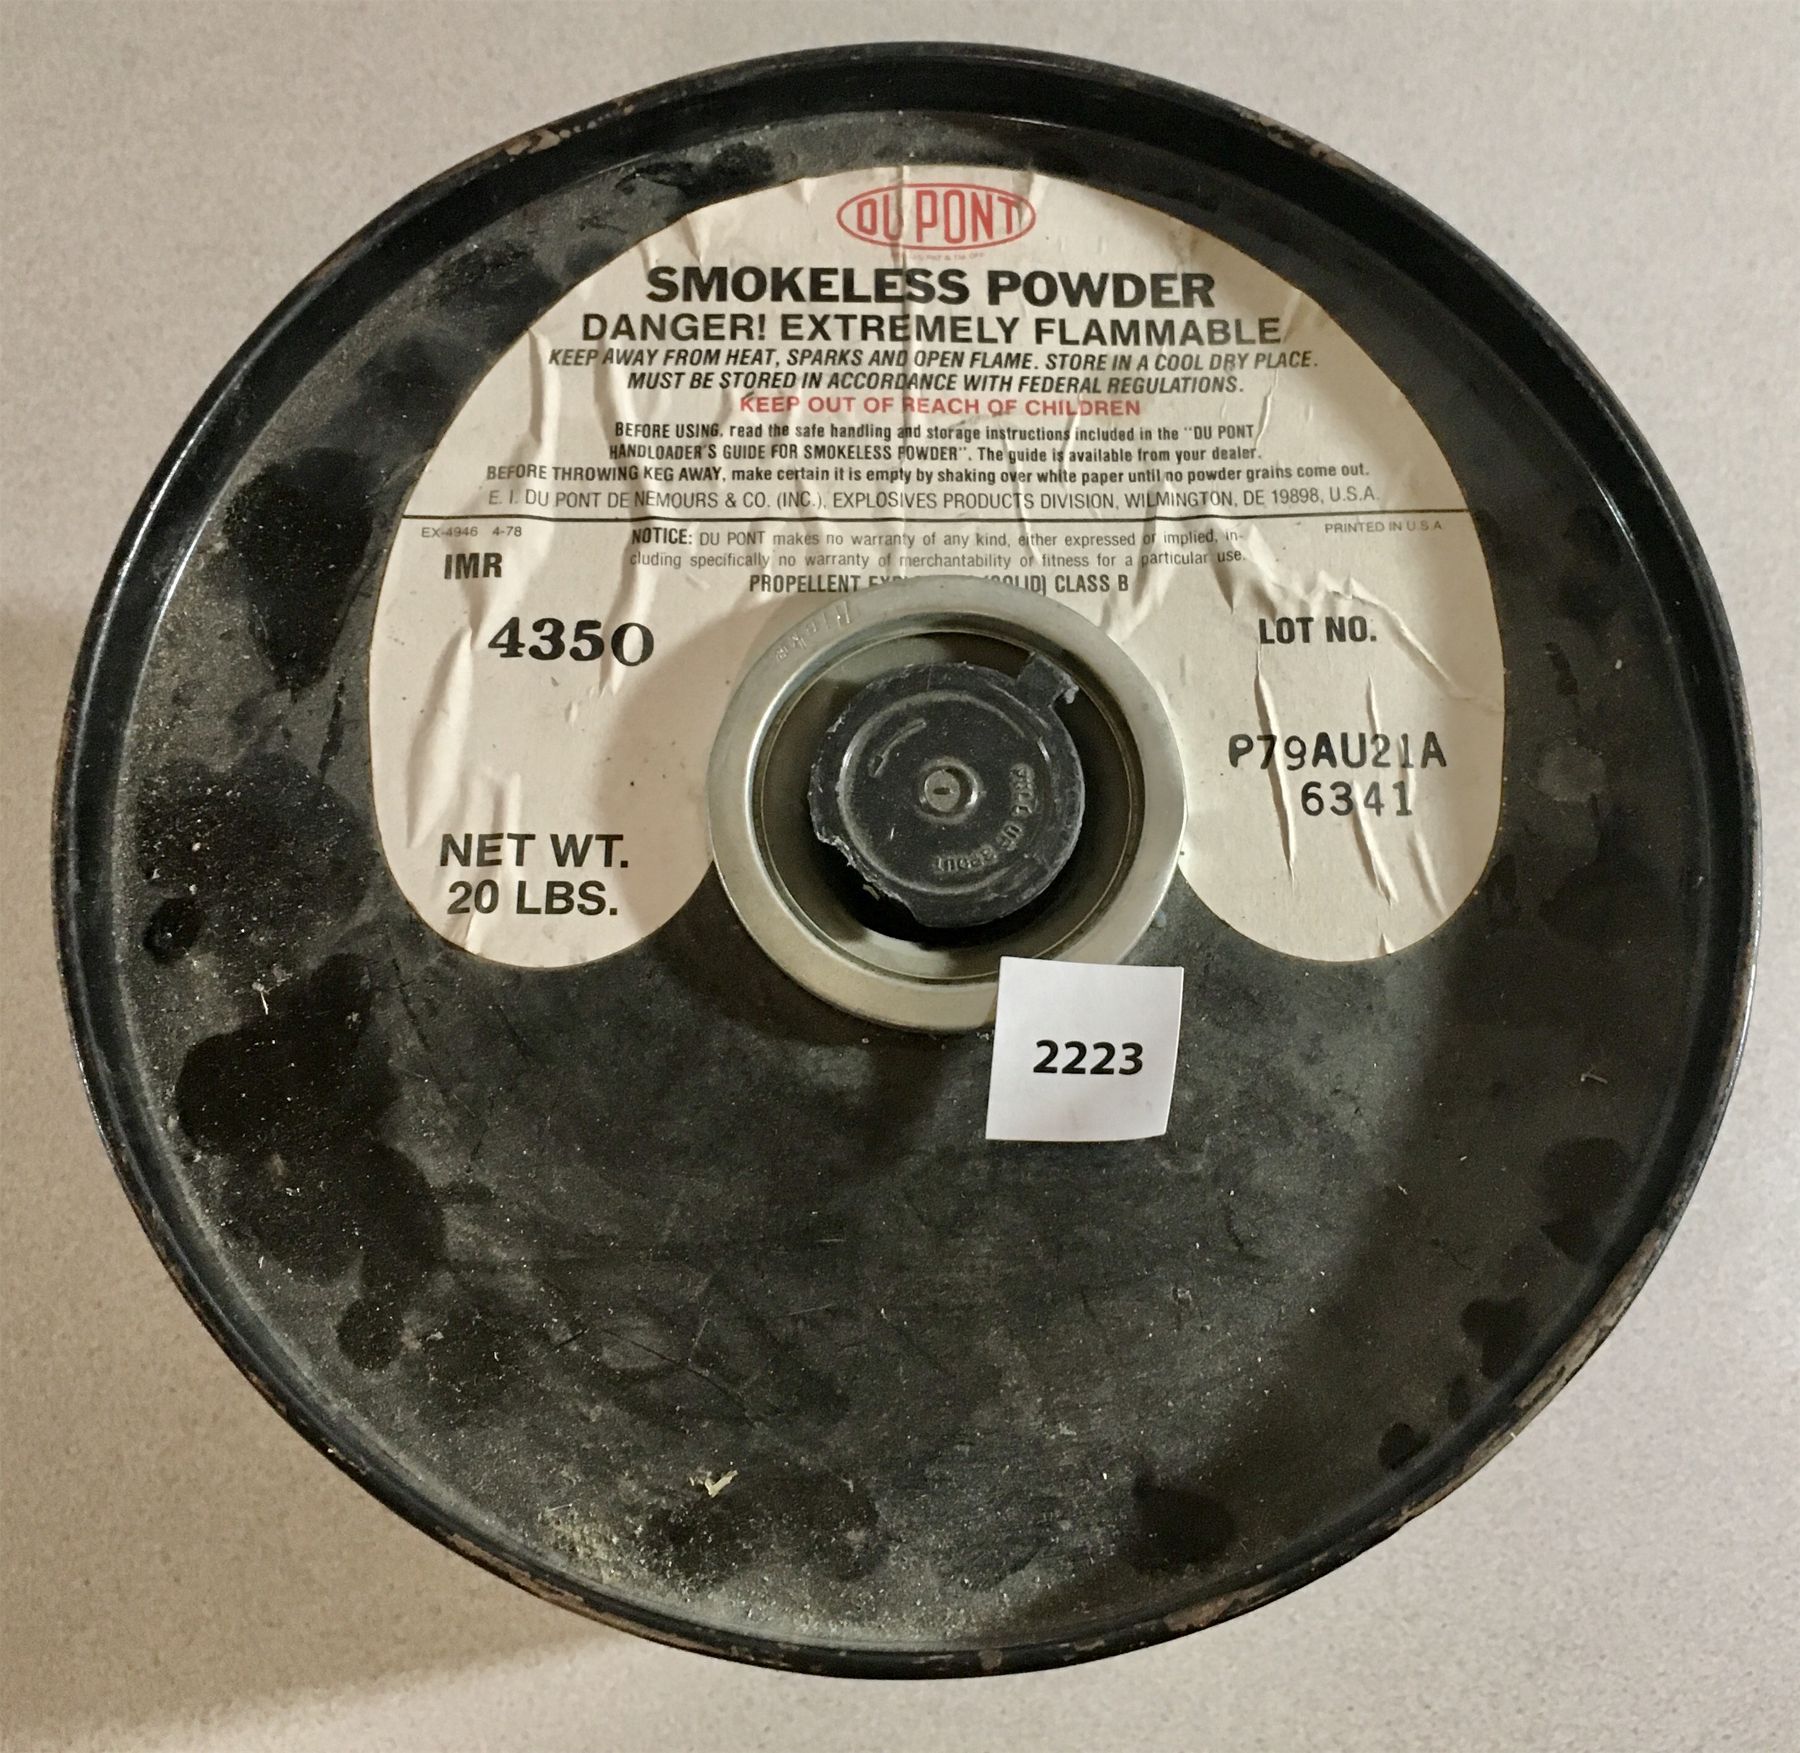 DU PONT
SMOKELESS POWDER
DANGER! EXTREMELY FLAMMABLE
KEEP AWAY FROM HEAT, SPARKS AND OPEN FLAME. STORE IN A COOL DRY PLACE.
MUST BE STORED IN ACCORDANCE WITH FEDERAL REGULATIONS.
KEEP OUT OF REACH OF CHILDREN
BEFORE USING, read the safe handling and storage instructions included in the "DU PONT
HANDLOADER'S GUIDE FOR SMOKELESS POWDER". The guide is available from your dealer.
BEFORE THROWING KEG AWAY, make certain it is empty by shaking over white paper until no powder grains come out.
E. I. DU PONT DE NEMOURS & CO. (INC.), EXPLOSIVES PRODUCTS DIVISION, WILMINGTON, DE 19898, U.S.A.
EX-4946 4-78
PRINTED IN U.S.A
NOTICE: DU PONT makes no warranty of any kind, either expressed or implied, in-
cluding specifically no warranty of merchantability or fitness for a particular use.
PROPELLENT CLASS B
IMR
4350
LOT NO.
P79AU21A
6341
NET WT.
20 LBS.
PULL UP SPOUT
2223